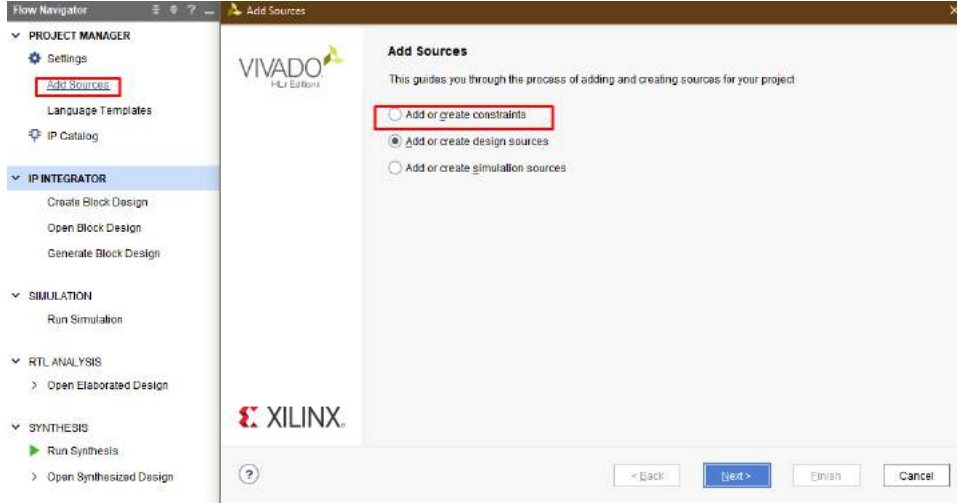 Flow Navigator
? _
PROJECT MANAGER
Settings
Add Sources
Language Templates
IP Catalog
IP INTEGRATOR
Create Block Design
Open Block Design
Generate Block Design
SIMULATION
Run Simulation
RTL ANALYSIS
> Open Elaborated Design
SYNTHESIS
Run Synthesis
> Open Synthesized Design
Add Sources
VIVADO
HLx Editions
Add Sources
This guides you through the process of adding and creating sources for your project
Add or create constraints
Add or create design sources
Add or create simulation sources
XILINX
?
< Back
Next >
Finish
Cancel